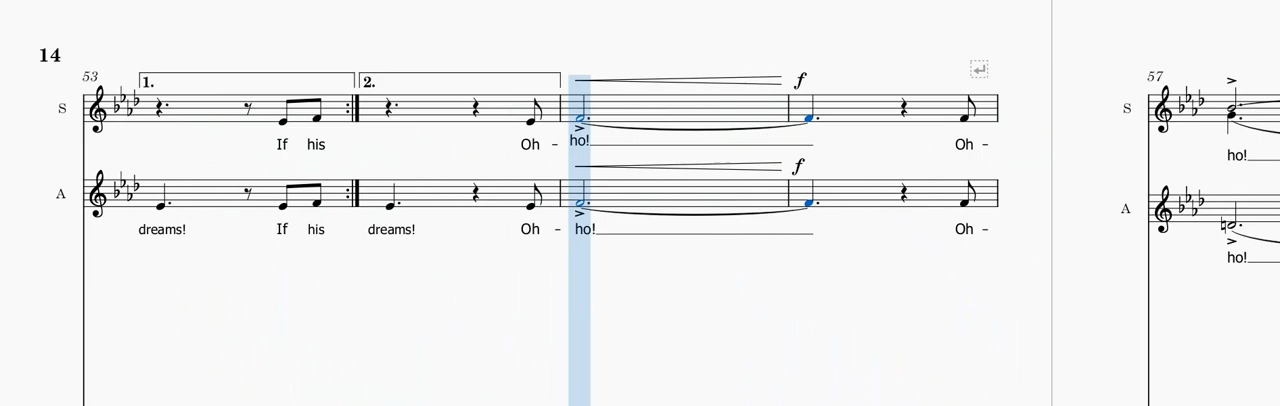 14
53
1.
2.
f
57
S
If his Oh - ho! Oh -
S
ho!
f
A
dreams! If his dreams! Oh - ho! Oh -
A
ho!